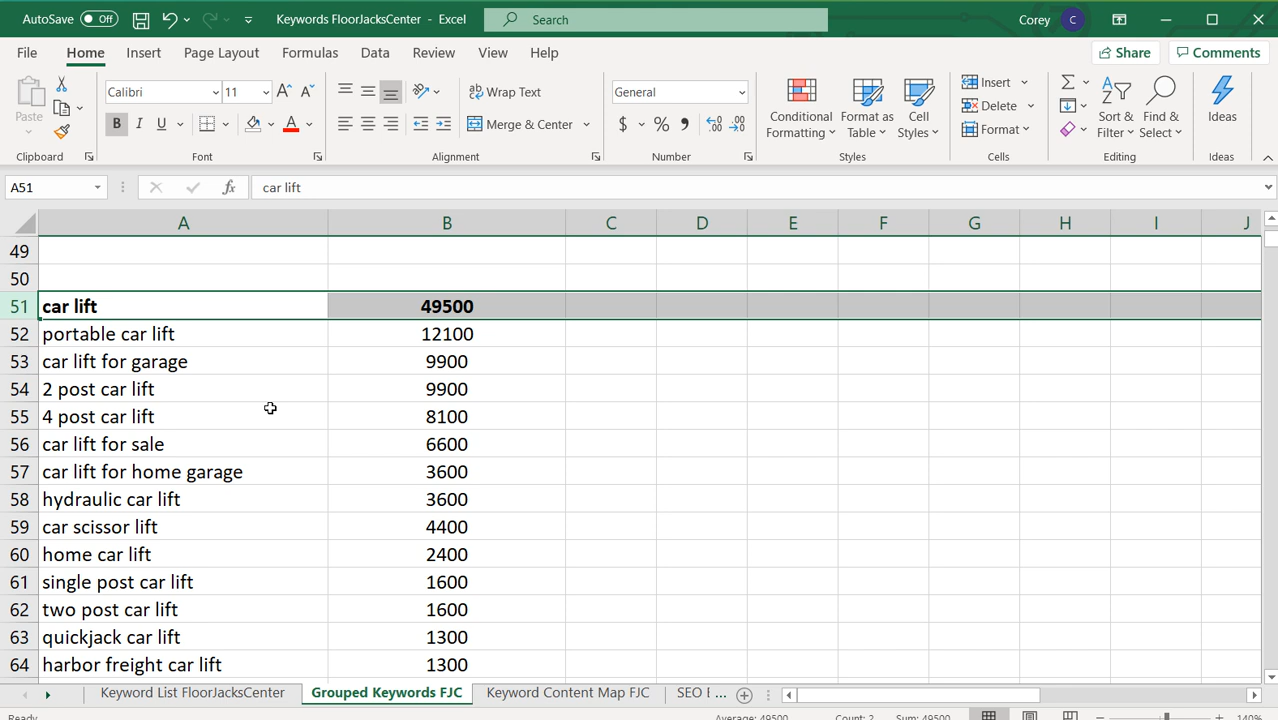 AutoSave Off Keywords FloorJacksCenter - Excel Search Corey C
File Home Insert Page Layout Formulas Data Review View Help Share Comments
Paste Calibri 11 A^ A˅ Wrap Text General Conditional Formatting Format as Table Cell Styles Insert Delete Format Sort & Filter Find & Select Ideas
B I U A Merge & Center $ % 9
Clipboard Font Alignment Number Styles Cells Editing Ideas
A51 fx car lift
A B C D E F G H I J
49
50
51 car lift 49500
52 portable car lift 12100
53 car lift for garage 9900
54 2 post car lift 9900
55 4 post car lift 8100
56 car lift for sale 6600
57 car lift for home garage 3600
58 hydraulic car lift 3600
59 car scissor lift 4400
60 home car lift 2400
61 single post car lift 1600
62 two post car lift 1600
63 quickjack car lift 1300
64 harbor freight car lift 1300
Keyword List FloorJacksCenter Grouped Keywords FJC Keyword Content Map FJC SEO ...
Ready Average: 49500 Count: 2 Sum: 49500 140%